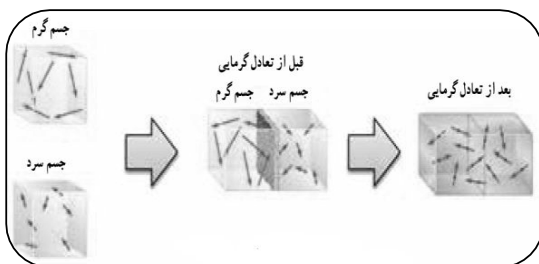 جسم گرم
جسم سرد
قبل از تعادل گرمایی
جسم گرم جسم سرد
بعد از تعادل گرمایی